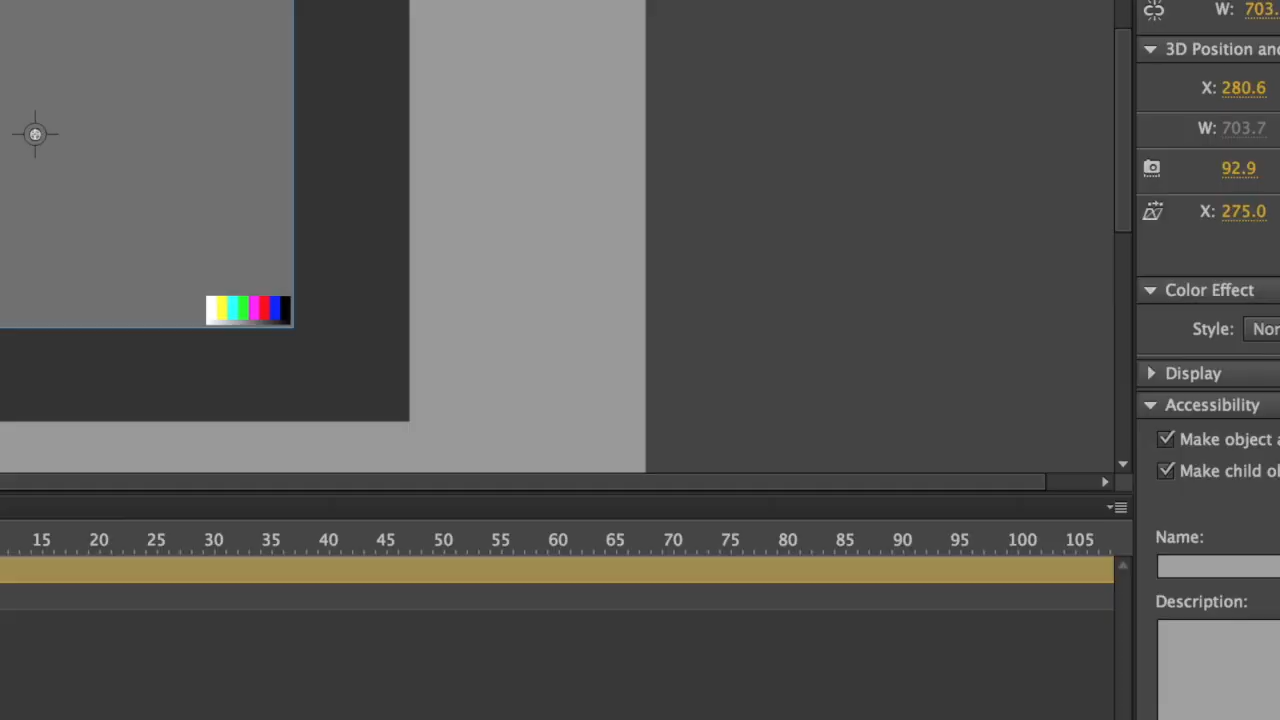 W: 703.
3D Position and
X: 280.6
W: 703.7
92.9
X: 275.0
Color Effect
Style: Nor
Display
Accessibility
Make object a
Make child ob
15 20 25 30 35 40 45 50 55 60 65 70 75 80 85 90 95 100 105
Name:
Description: